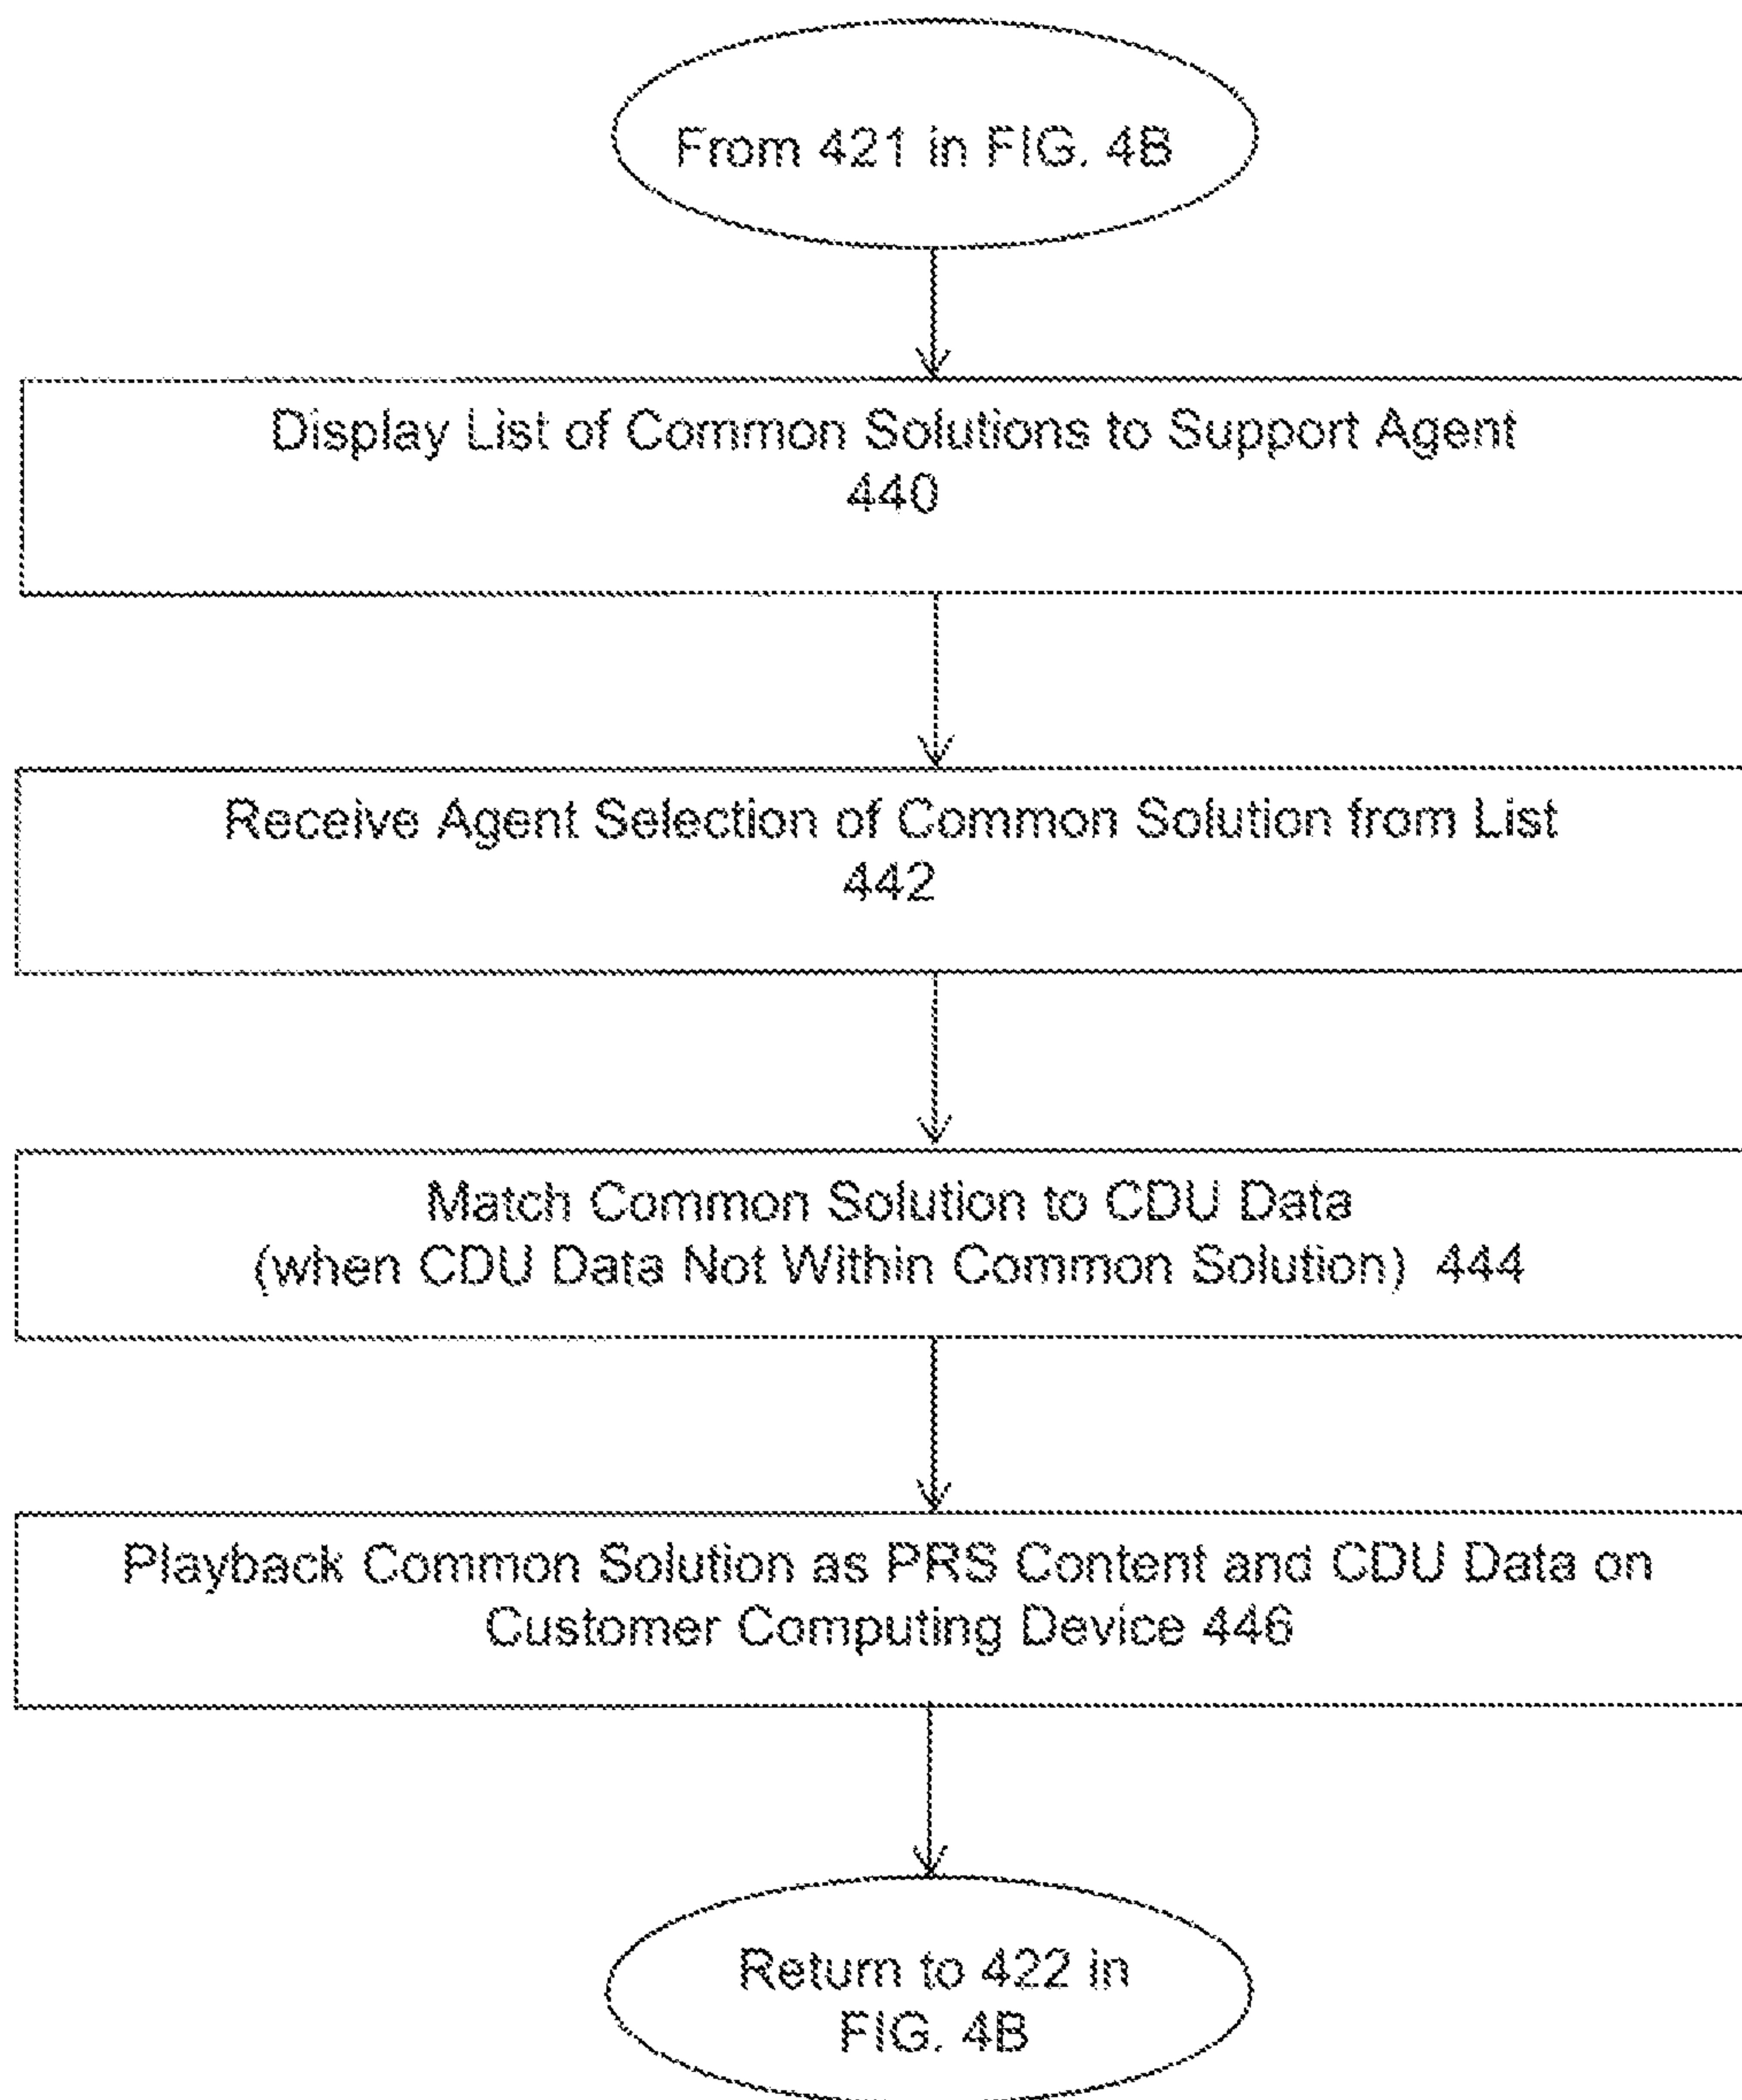 From 421 in FIG. 4B
Display List of Common Solutions to Support Agent
440
Receive Agent Selection of Common Solution from List
442
Match Common Solution to CDU Data
(when CDU Data Not Within Common Solution) 444
Playback Common Solution as PRS Content and CDU Data on
Customer Computing Device 446
Return to 422 in
FIG. 4B